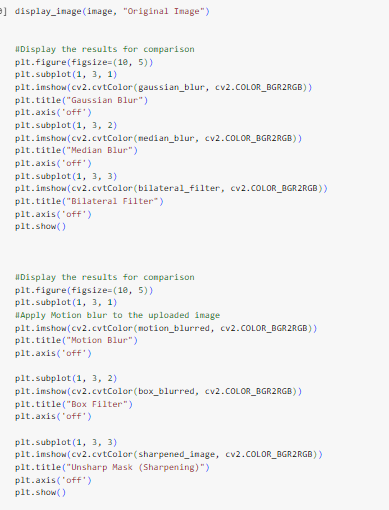 ] display_image(image, "Original Image")
#Display the results for comparison
plt.figure(figsize=(10, 5))
plt.subplot(1, 3, 1)
plt.imshow(cv2.cvtColor(gaussian_blur, cv2.COLOR_BGR2RGB))
plt.title("Gaussian Blur")
plt.axis('off')
plt.subplot(1, 3, 2)
plt.imshow(cv2.cvtColor(median_blur, cv2.COLOR_BGR2RGB))
plt.title("Median Blur")
plt.axis('off')
plt.subplot(1, 3, 3)
plt.imshow(cv2.cvtColor(bilateral_filter, cv2.COLOR_BGR2RGB))
plt.title("Bilateral Filter")
plt.axis('off')
plt.show()
#Display the results for comparison
plt.figure(figsize=(10, 5))
plt.subplot(1, 3, 1)
#Apply Motion blur to the uploaded image
plt.imshow(cv2.cvtColor(motion_blurred, cv2.COLOR_BGR2RGB))
plt.title("Motion Blur")
plt.axis('off')
plt.subplot(1, 3, 2)
plt.imshow(cv2.cvtColor(box_blurred, cv2.COLOR_BGR2RGB))
plt.title("Box Filter")
plt.axis('off')
plt.subplot(1, 3, 3)
plt.imshow(cv2.cvtColor(sharpened_image, cv2.COLOR_BGR2RGB))
plt.title("Unsharp Mask (Sharpening)")
plt.axis('off')
plt.show()